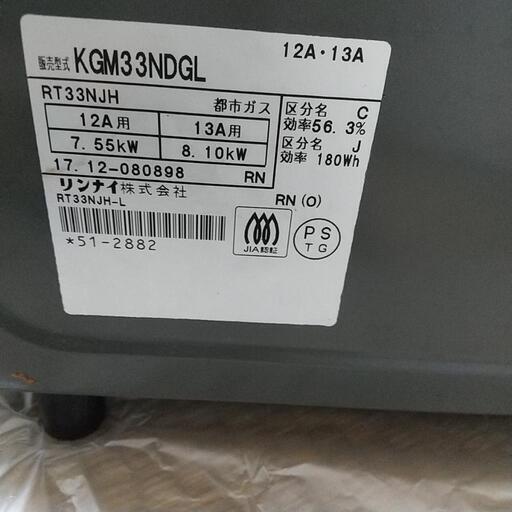 販売型式 KGM33NDGL 12A・13A
RT33NJH 都市ガス
12A用 13A用
7.55kW 8.10kW
17.12-080898 RN
区分名 C
効率56.3%
区分名 J
効率 180Wh
リンナイ株式会社 RN(O)
RT33NJH-L
*51-2882
JIA認証
PS
TG